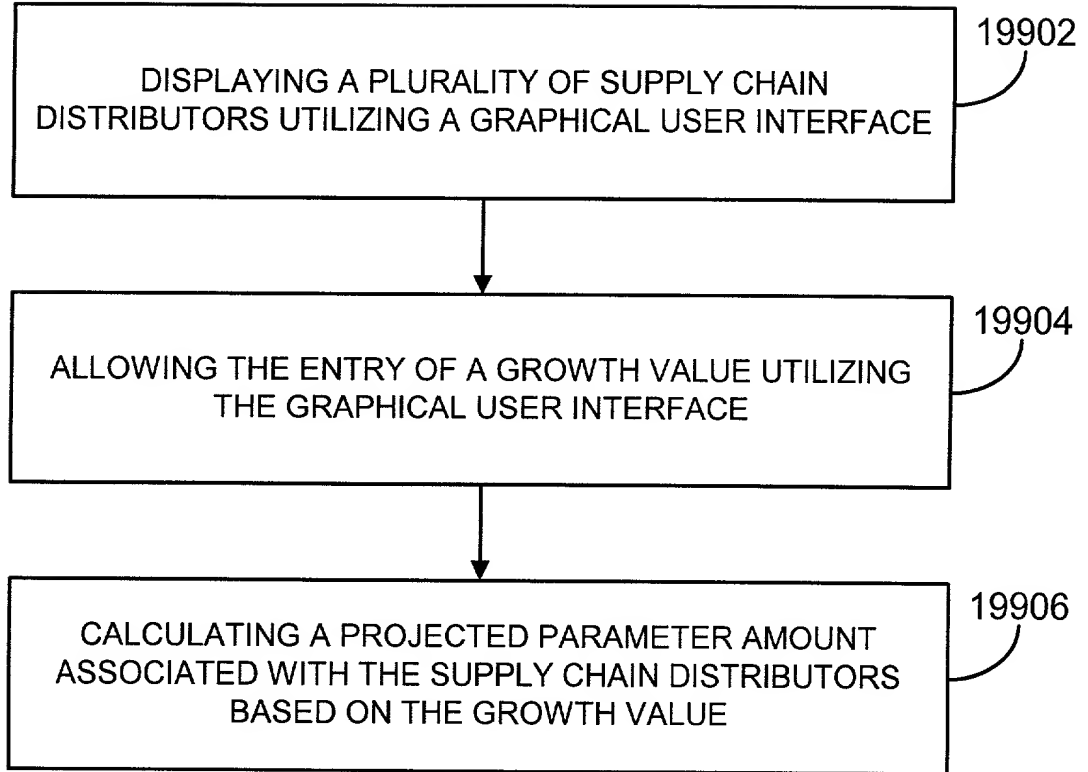 19902
DISPLAYING A PLURALITY OF SUPPLY CHAIN
DISTRIBUTORS UTILIZING A GRAPHICAL USER INTERFACE
19904
ALLOWING THE ENTRY OF A GROWTH VALUE UTILIZING
THE GRAPHICAL USER INTERFACE
19906
CALCULATING A PROJECTED PARAMETER AMOUNT
ASSOCIATED WITH THE SUPPLY CHAIN DISTRIBUTORS
BASED ON THE GROWTH VALUE